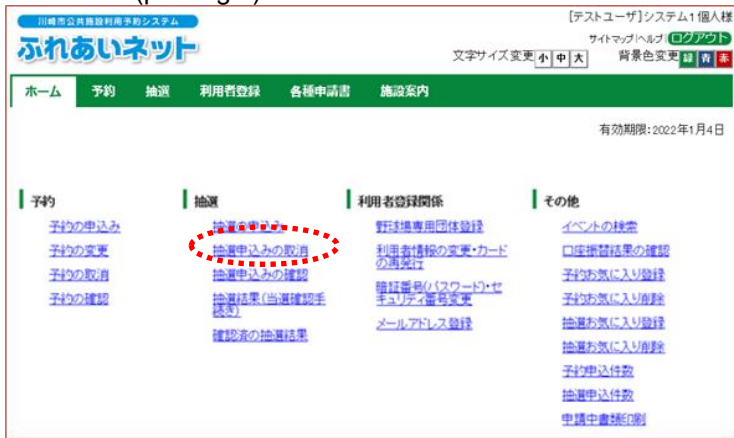 川崎市公共施設利用予約システム
ふれあいネット
[テストユーザ]システム1個人様
サイトマップ|ヘルプ|ログアウト
文字サイズ変更 小 中 大 背景色変更 緑 青 赤
ホーム 予約 抽選 利用者登録 各種申請書 施設案内
有効期限:2022年1月4日
予約
予約の申込み
予約の変更
予約の取消
予約の確認
抽選
抽選の申込み
抽選申込みの取消
抽選申込みの確認
抽選結果(当選確認手
続き)
確認済の抽選結果
利用者登録関係
野球場専用団体登録
利用者情報の変更・カード
の再発行
暗証番号(パスワード)・セ
キュリティ番号変更
メールアドレス登録
その他
イベントの検索
口座振替結果の確認
予約お気に入り登録
予約お気に入り削除
抽選お気に入り登録
抽選お気に入り削除
予約申込件数
抽選申込件数
申請中書類印刷